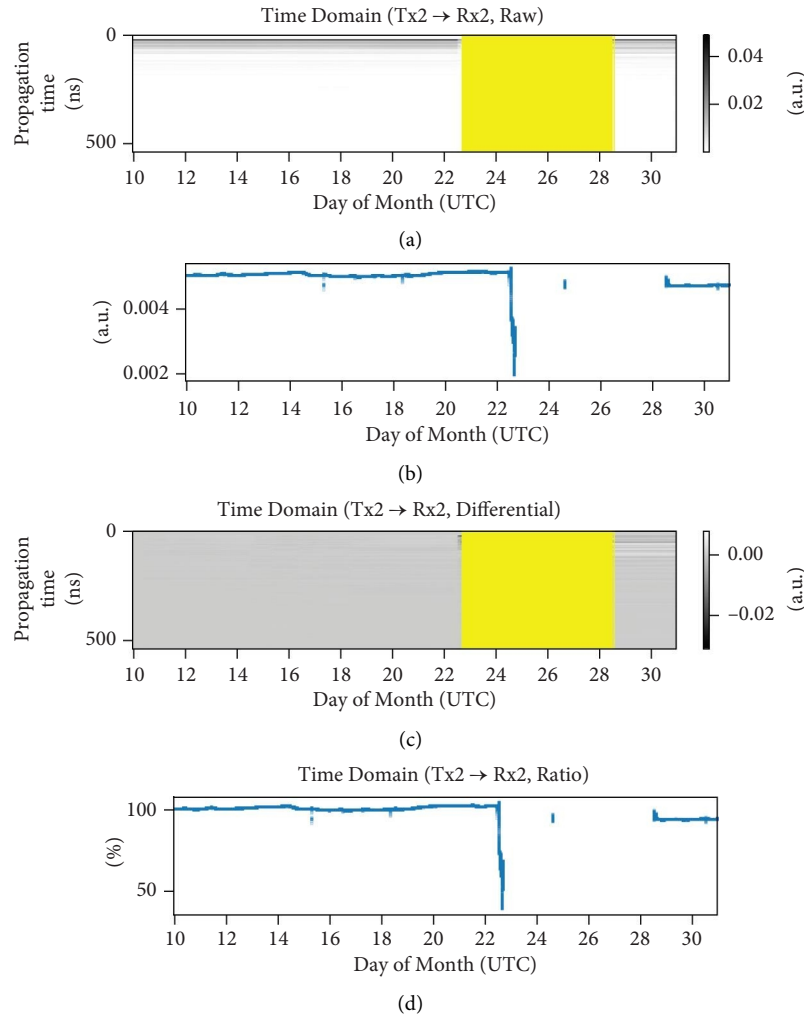 Time Domain (Tx2 → Rx2, Raw)
Propagation
time
(ns)
0
500
10 12 14 16 18 20 22 24 26 28 30
Day of Month (UTC)
0.04
0.02
(a.u.)
(a)
(a.u.)
0.004
0.002
10 12 14 16 18 20 22 24 26 28 30
Day of Month (UTC)
(b)
Time Domain (Tx2 → Rx2, Differential)
Propagation
time
(ns)
0
500
10 12 14 16 18 20 22 24 26 28 30
Day of Month (UTC)
0.00
−0.02
(a.u.)
(c)
Time Domain (Tx2 → Rx2, Ratio)
(%)
100
50
10 12 14 16 18 20 22 24 26 28 30
Day of Month (UTC)
(d)